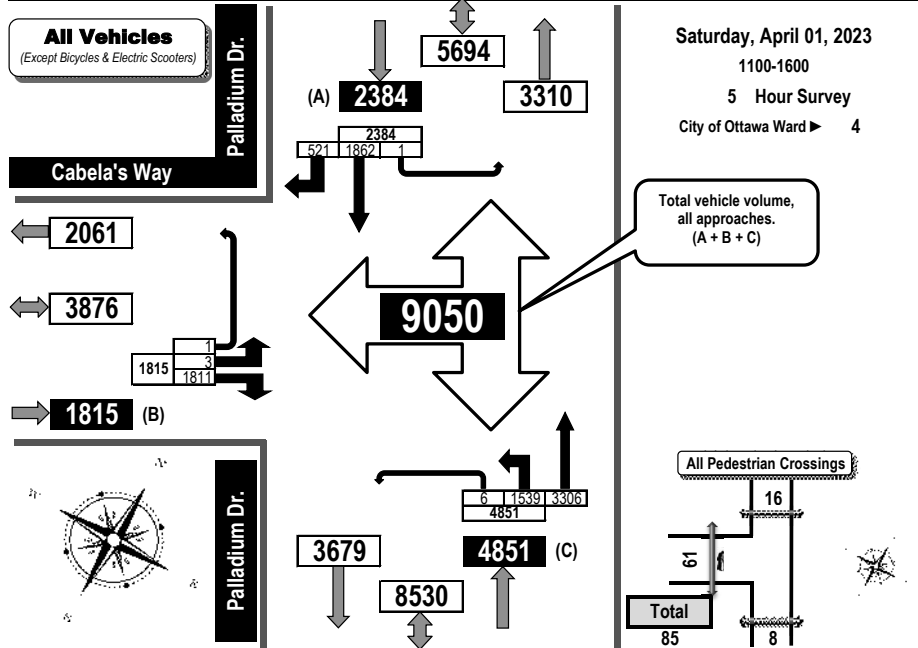 All Vehicles
(Except Bicycles & Electric Scooters)
Palladium Dr.
Cabela's Way
5694
(A) 2384
3310
2384
521 1862 1
Saturday, April 01, 2023
1100-1600
5 Hour Survey
City of Ottawa Ward ► 4
Total vehicle volume,
all approaches.
(A + B + C)
2061
3876
9050
1
1815 3
1811
1815 (B)
6 1539 3306
4851
3679
4851 (C)
8530
Palladium Dr.
All Pedestrian Crossings
16
61
Total
85
8